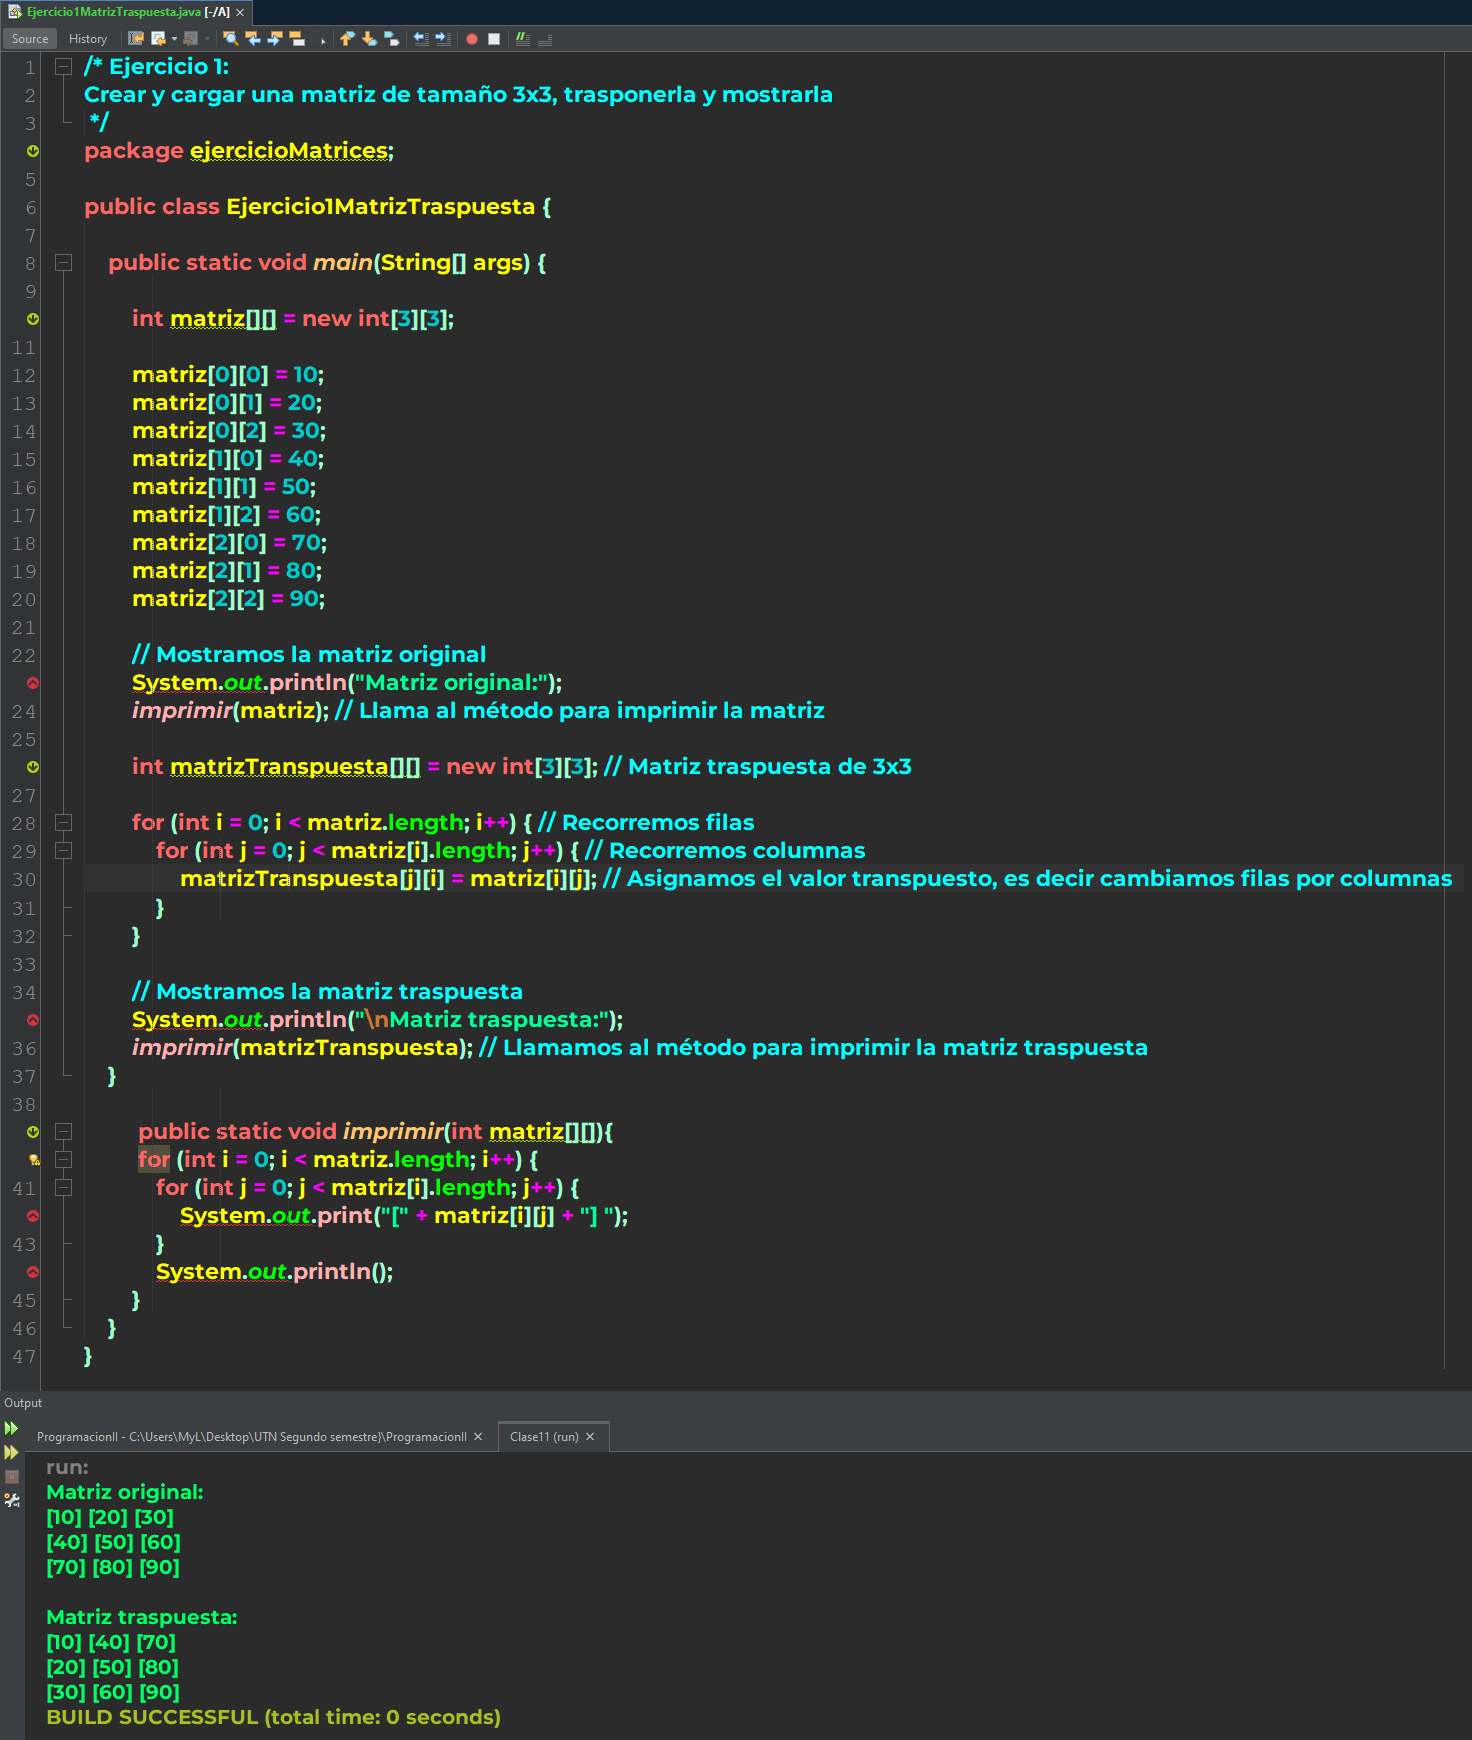 Ejercicio1MatrizTraspuesta.java [-/A] ×
Source History
1 /* Ejercicio 1:
2 Crear y cargar una matriz de tamaño 3x3, trasponerla y mostrarla
3 */
package ejercicioMatrices;
5
6 public class Ejercicio1MatrizTraspuesta {
7
8 public static void main(String[] args) {
9
int matriz[][] = new int[3][3];
11
12 matriz[0][0] = 10;
13 matriz[0][1] = 20;
14 matriz[0][2] = 30;
15 matriz[1][0] = 40;
16 matriz[1][1] = 50;
17 matriz[1][2] = 60;
18 matriz[2][0] = 70;
19 matriz[2][1] = 80;
20 matriz[2][2] = 90;
21
22 // Mostramos la matriz original
System.out.println("Matriz original:");
24 imprimir(matriz); // Llama al método para imprimir la matriz
25
int matrizTranspuesta[][] = new int[3][3]; // Matriz traspuesta de 3x3
27
28 for (int i = 0; i < matriz.length; i++) { // Recorremos filas
29 for (int j = 0; j < matriz[i].length; j++) { // Recorremos columnas
30 matrizTranspuesta[j][i] = matriz[i][j]; // Asignamos el valor transpuesto, es decir cambiamos filas por columnas
31 }
32 }
33
34 // Mostramos la matriz traspuesta
System.out.println("\nMatriz traspuesta:");
36 imprimir(matrizTranspuesta); // Llamamos al método para imprimir la matriz traspuesta
37 }
38
public static void imprimir(int matriz[][]){
for (int i = 0; i < matriz.length; i++) {
41 for (int j = 0; j < matriz[i].length; j++) {
System.out.print("[" + matriz[i][j] + "] ");
43 }
System.out.println();
45 }
46 }
47 }
Output
ProgramacionII - C:\Users\MyL\Desktop\UTN Segundo semestre}\ProgramacionII × Clase11 (run) ×
run:
Matriz original:
[10] [20] [30]
[40] [50] [60]
[70] [80] [90]
Matriz traspuesta:
[10] [40] [70]
[20] [50] [80]
[30] [60] [90]
BUILD SUCCESSFUL (total time: 0 seconds)